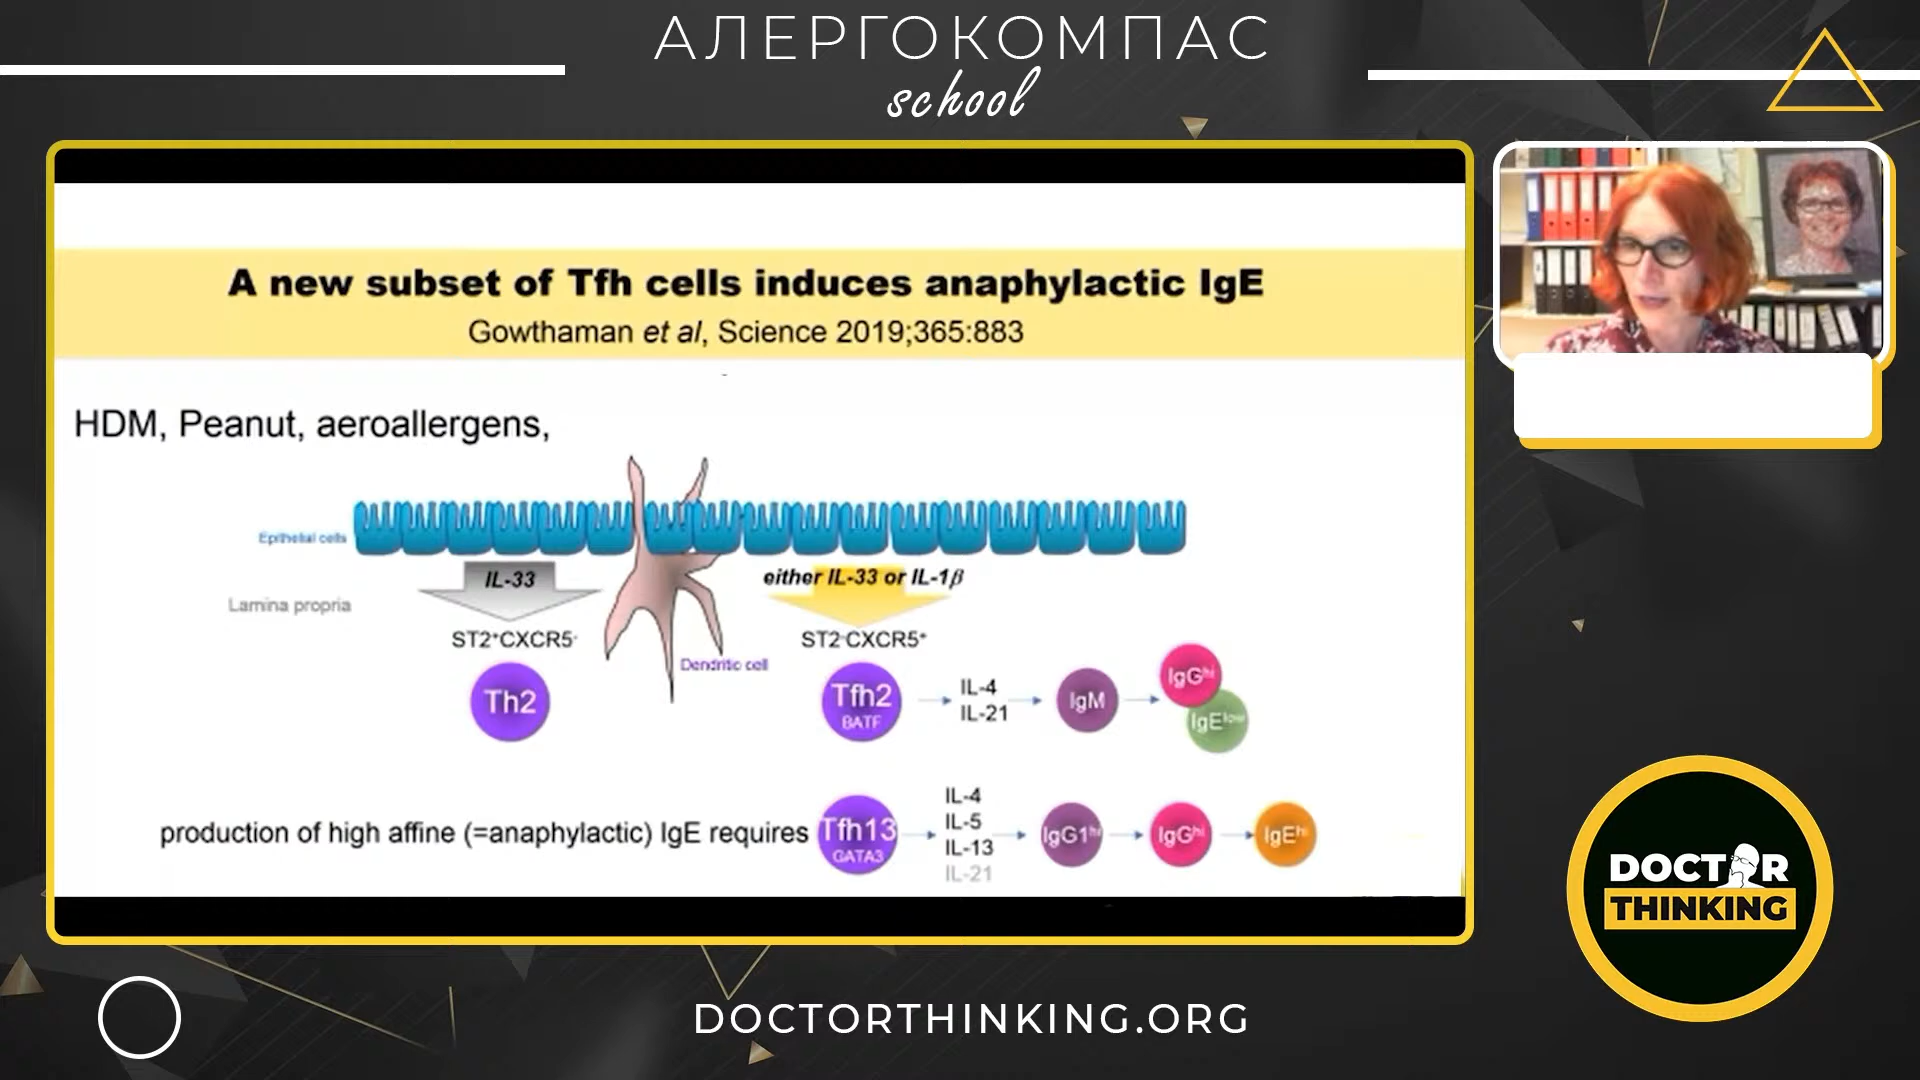 АЛЕРГОКОМПАС
school
A new subset of Tfh cells induces anaphylactic IgE
Gowthaman et al, Science 2019;365:883
HDM, Peanut, aeroallergens,
Epithelial cells
IL-33
either IL-33 or IL-1β
Lamina propria
ST2⁺CXCR5⁻
ST2⁻CXCR5⁺
Dendritic cell
Th2
Tfh2
BATF
IL-4
IL-21
IgM
IgGʰⁱ
IgEˡᵒʷ
production of high affine (=anaphylactic) IgE requires
Tfh13
GATA3
IL-4
IL-5
IL-13
IL-21
IgG1ʰⁱ
IgGʰⁱ
IgEʰⁱ
DOCTOR
THINKING
DOCTORTHINKING.ORG